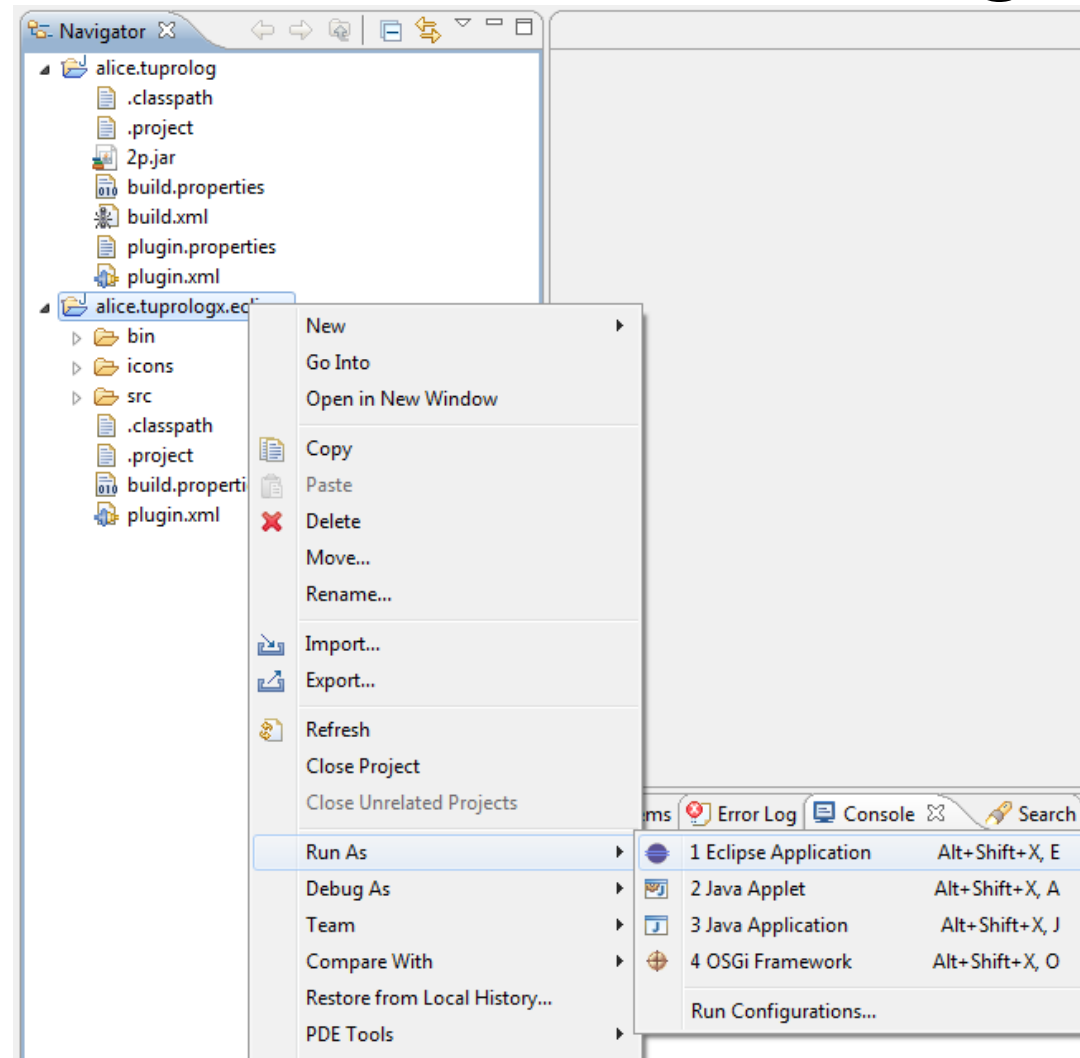 Navigator
alice.tuprolog
.classpath
.project
2p.jar
build.properties
build.xml
plugin.properties
plugin.xml
alice.tuprologx.ecli
bin
icons
src
.classpath
.project
build.properti
plugin.xml
New
Go Into
Open in New Window
Copy
Paste
Delete
Move...
Rename...
Import...
Export...
Refresh
Close Project
Close Unrelated Projects
Run As
Debug As
Team
Compare With
Restore from Local History...
PDE Tools
ems Error Log Console Search
1 Eclipse Application Alt+Shift+X, E
2 Java Applet Alt+Shift+X, A
3 Java Application Alt+Shift+X, J
4 OSGi Framework Alt+Shift+X, O
Run Configurations...